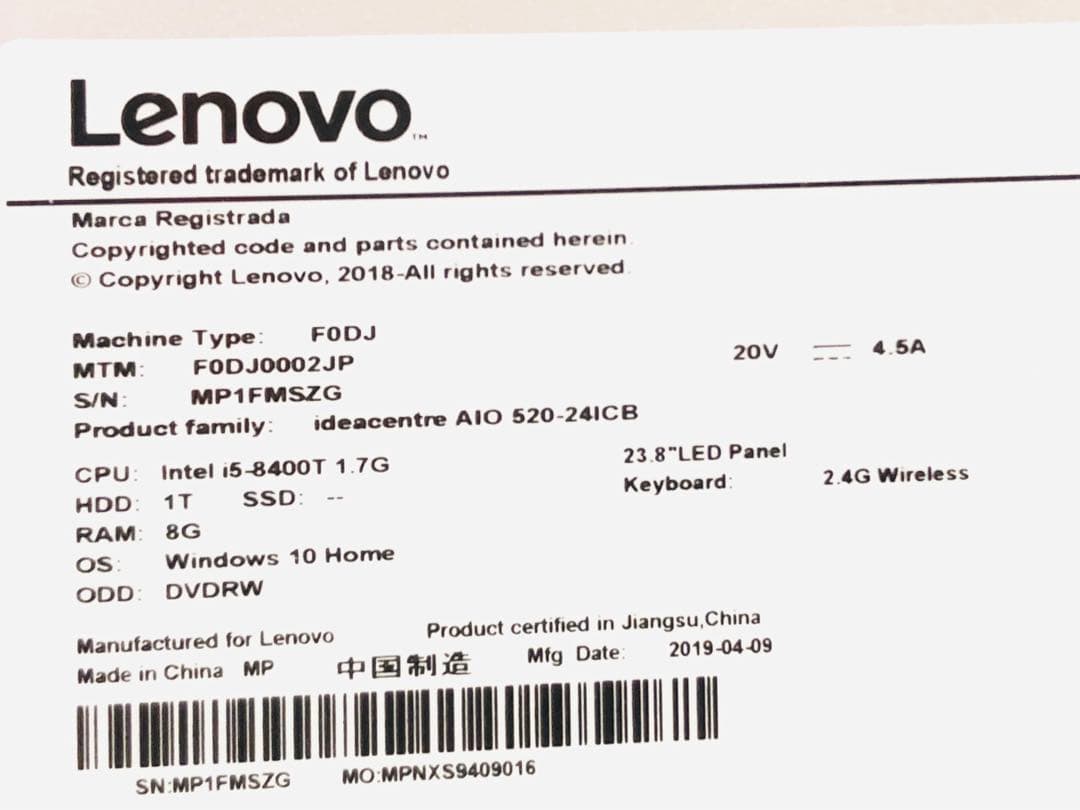 Lenovo™
Registered trademark of Lenovo
Marca Registrada
Copyrighted code and parts contained herein.
© Copyright Lenovo, 2018-All rights reserved.
Machine Type: F0DJ
MTM: F0DJ0002JP
20V ⎓ 4.5A
S/N: MP1FMSZG
Product family: ideacentre AIO 520-24ICB
CPU: Intel i5-8400T 1.7G
23.8"LED Panel
HDD: 1T SSD: --
Keyboard: 2.4G Wireless
RAM: 8G
OS: Windows 10 Home
ODD: DVDRW
Manufactured for Lenovo Product certified in Jiangsu,China
Made in China MP 中国制造 Mfg Date: 2019-04-09
SN:MP1FMSZG MO:MPNXS9409016